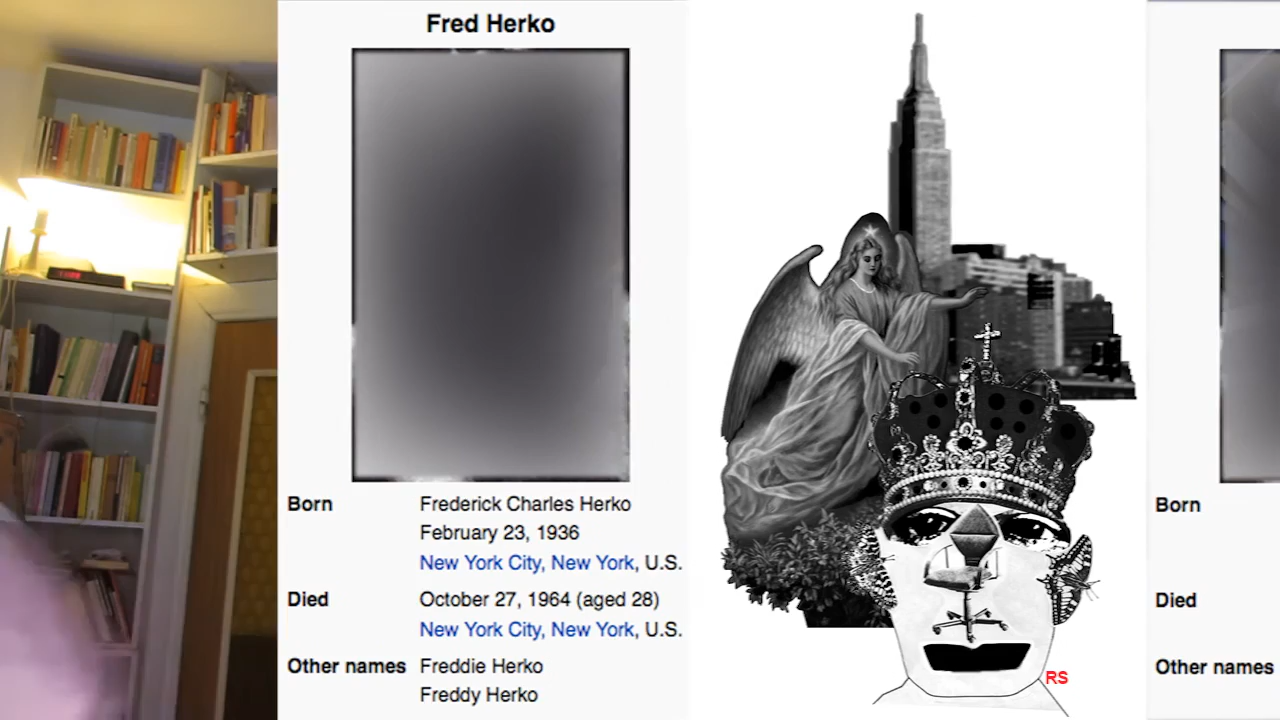 Fred Herko
Born Frederick Charles Herko
February 23, 1936
New York City, New York, U.S.
Died October 27, 1964 (aged 28)
New York City, New York, U.S.
Other names Freddie Herko
Freddy Herko
RS
Born
Died
Other names